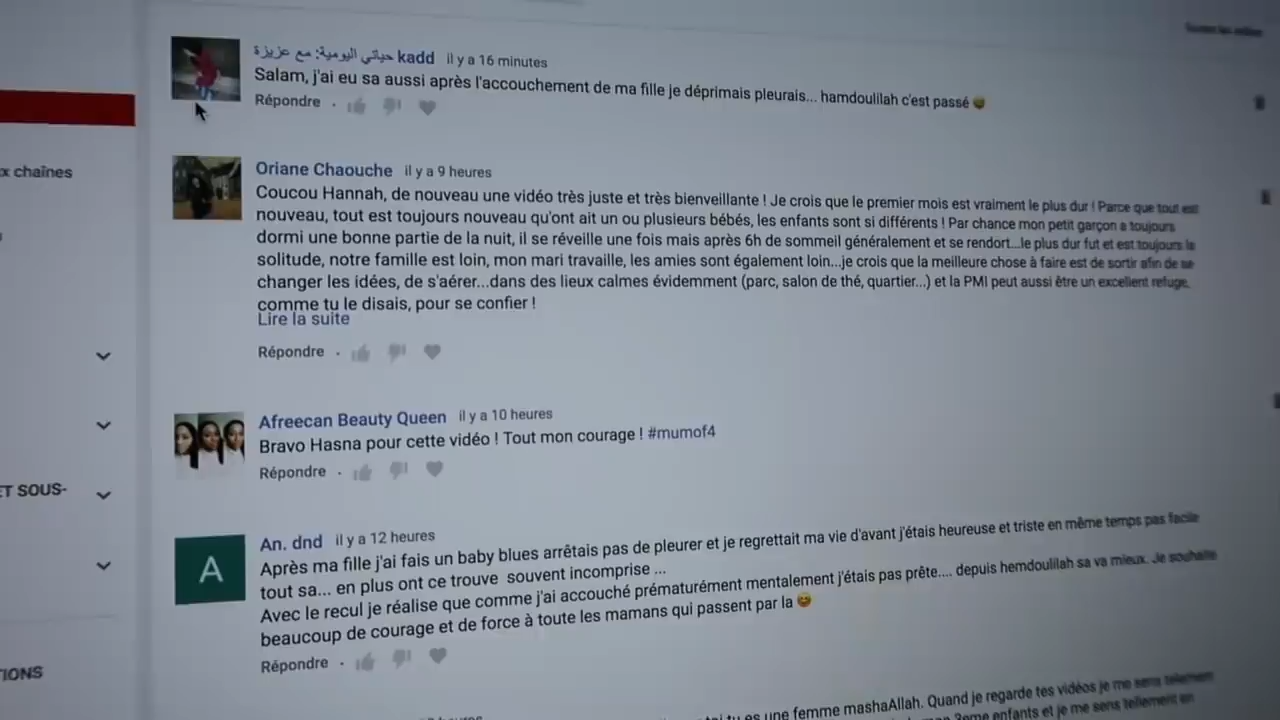 حياتي اليومية: مع عزيزة kadd il y a 16 minutes
Salam, j'ai eu sa aussi après l'accouchement de ma fille je déprimais pleurais... hamdoulilah c'est passé 😅
Répondre
x chaînes
Oriane Chaouche il y a 9 heures
Coucou Hannah, de nouveau une vidéo très juste et très bienveillante ! Je crois que le premier mois est vraiment le plus dur ! Parce que tout est
nouveau, tout est toujours nouveau qu'ont ait un ou plusieurs bébés, les enfants sont si différents ! Par chance mon petit garçon a toujours
dormi une bonne partie de la nuit, il se réveille une fois mais après 6h de sommeil généralement et se rendort...le plus dur fut et est toujours la
solitude, notre famille est loin, mon mari travaille, les amies sont également loin...je crois que la meilleure chose à faire est de sortir afin de se
changer les idées, de s'aérer...dans des lieux calmes évidemment (parc, salon de thé, quartier...) et la PMI peut aussi être un excellent refuge,
comme tu le disais, pour se confier !
Lire la suite
Répondre
Afreecan Beauty Queen il y a 10 heures
Bravo Hasna pour cette vidéo ! Tout mon courage ! #mumof4
Répondre
ET SOUS-
A
An. dnd il y a 12 heures
Après ma fille j'ai fais un baby blues arrêtais pas de pleurer et je regrettait ma vie d'avant j'étais heureuse et triste en même temps pas facile
tout sa... en plus ont ce trouve souvent incomprise ...
Avec le recul je réalise que comme j'ai accouché prématurément mentalement j'étais pas prête.... depuis hemdoulilah sa va mieux. Je souhaite
beaucoup de courage et de force à toute les mamans qui passent par la 😄
Répondre
TIONS
tu es une femme mashaAllah. Quand je regarde tes vidéos je me sens tellement
3eme enfants et je me sens tellement en